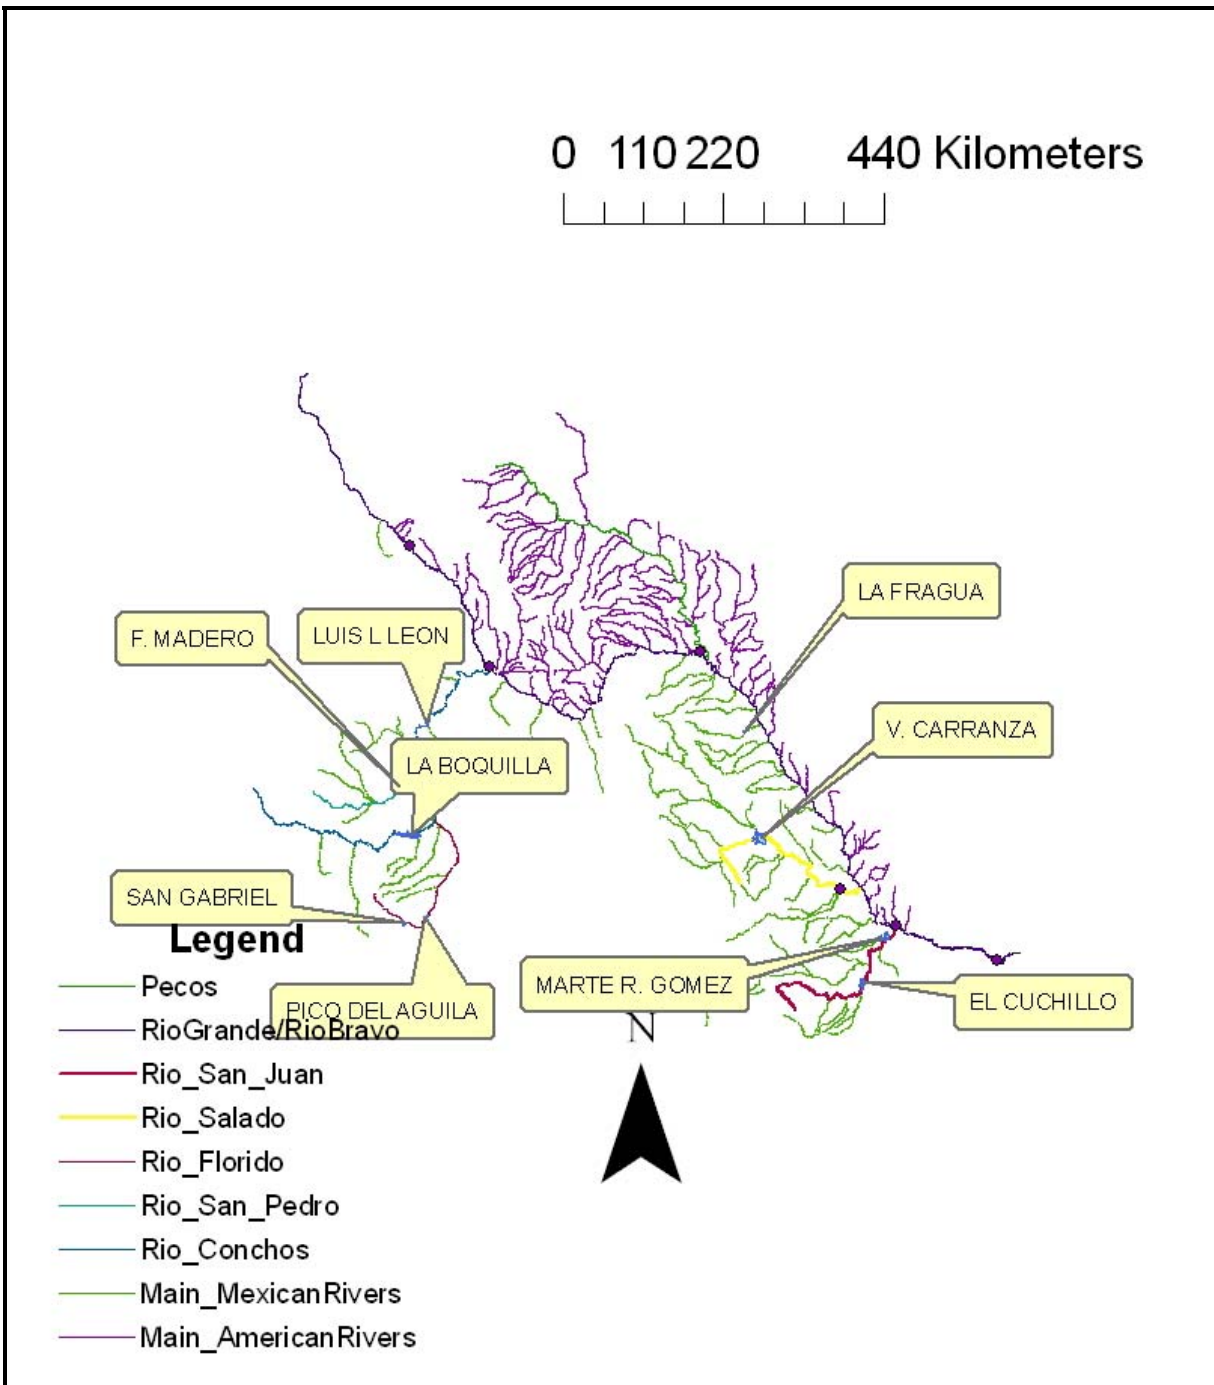 0 110 220 440 Kilometers
LA FRAGUA
F. MADERO
LUIS L LEON
V. CARRANZA
LA BOQUILLA
SAN GABRIEL
MARTE R. GOMEZ
EL CUCHILLO
PICO DEL AGUILA
N
Legend
Pecos
RioGrande/RioBravo
Rio_San_Juan
Rio_Salado
Rio_Florido
Rio_San_Pedro
Rio_Conchos
Main_MexicanRivers
Main_AmericanRivers